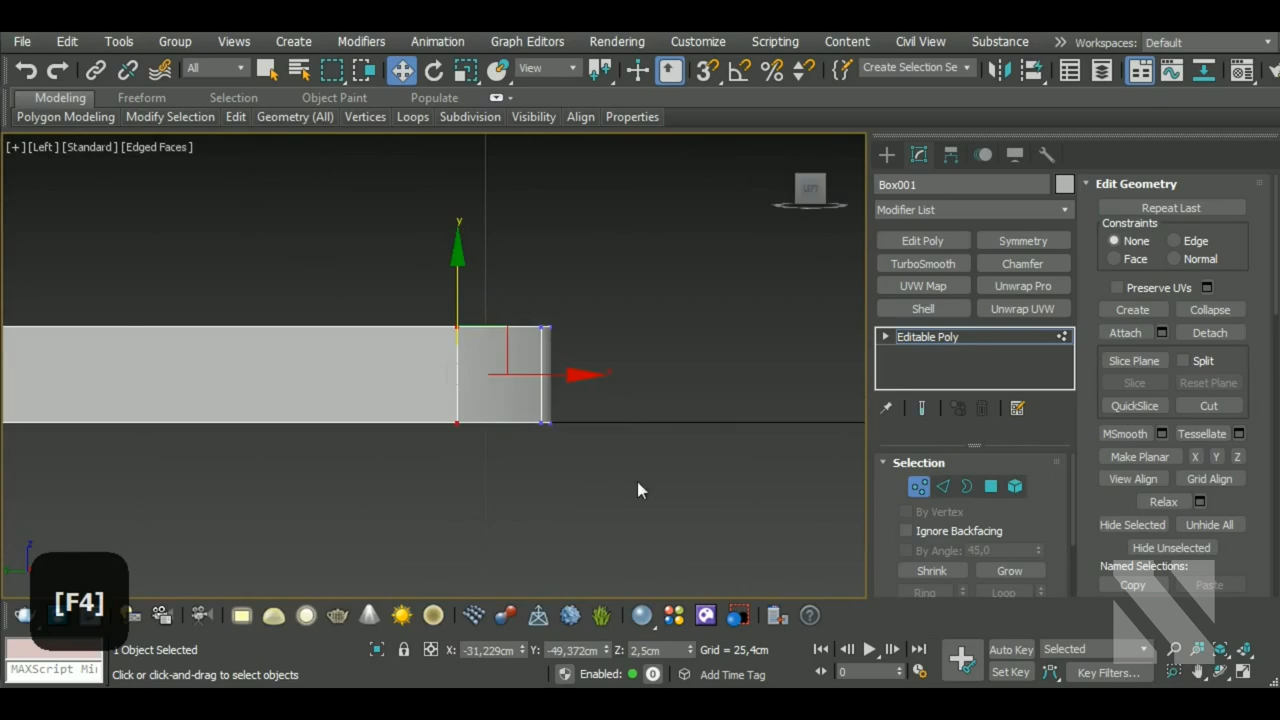 File Edit Tools Group Views Create Modifiers Animation Graph Editors Rendering Customize Scripting Content Civil View Substance Workspaces: Default
All View Create Selection Se
Modeling Freeform Selection Object Paint Populate
Polygon Modeling Modify Selection Edit Geometry (All) Vertices Loops Subdivision Visibility Align Properties
[+] [Left] [Standard] [Edged Faces]
LEFT
y
x
z
Box001
Modifier List
Edit Poly Symmetry
TurboSmooth Chamfer
UVW Map Unwrap Pro
Shell Unwrap UVW
Editable Poly
Selection
By Vertex
Ignore Backfacing
By Angle: 45,0
Shrink Grow
Ring Loop
Edit Geometry
Repeat Last
Constraints
None Edge
Face Normal
Preserve UVs
Create Collapse
Attach Detach
Slice Plane Split
Slice Reset Plane
QuickSlice Cut
MSmooth Tessellate
Make Planar X Y Z
View Align Grid Align
Relax
Hide Selected Unhide All
Hide Unselected
Named Selections:
Copy Paste
[F4]
1 Object Selected X: -31,229cm Y: -49,372cm Z: 2,5cm Grid = 25,4cm Auto Key Selected
MAXScript Mi Click or click-and-drag to select objects Enabled: 0 Add Time Tag 0 Set Key Key Filters...